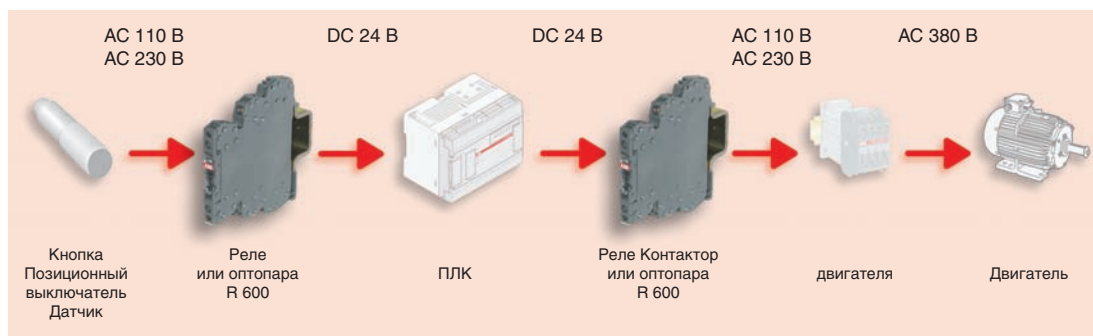 AC 110 В
AC 230 В
DC 24 В
DC 24 В
AC 110 В
AC 230 В
AC 380 В
Кнопка
Позиционный
выключатель
Датчик
Реле
или оптопара
R 600
ПЛК
Реле Контактор
или оптопара
R 600
двигателя
Двигатель